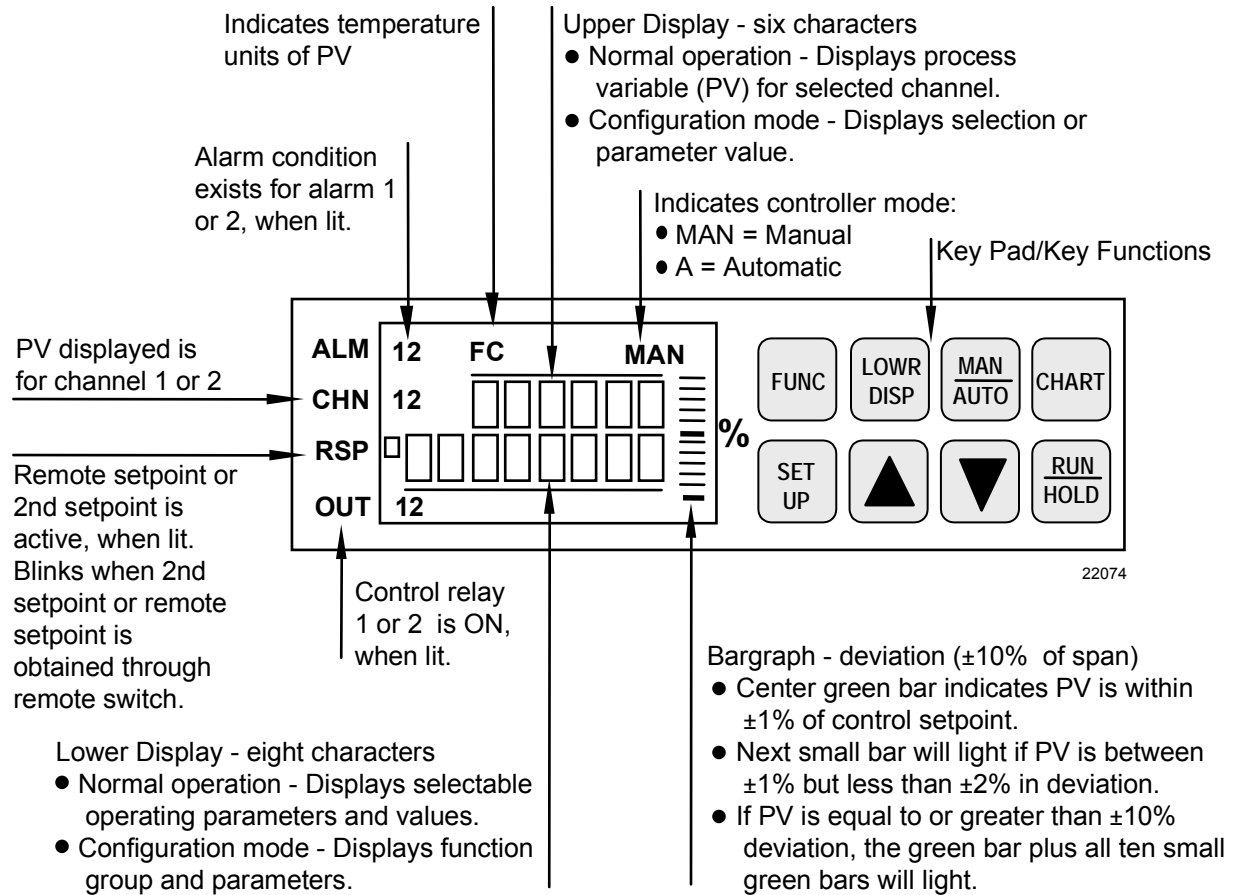 Indicates temperature
units of PV
Upper Display - six characters
● Normal operation - Displays process
variable (PV) for selected channel.
● Configuration mode - Displays selection or
parameter value.
Alarm condition
exists for alarm 1
or 2, when lit.
Indicates controller mode:
● MAN = Manual
● A = Automatic
Key Pad/Key Functions
PV displayed is
for channel 1 or 2
ALM 12 FC MAN
CHN 12
RSP
OUT 12
%
FUNC
LOWR
DISP
MAN
AUTO
CHART
SET
UP
RUN
HOLD
22074
Remote setpoint or
2nd setpoint is
active, when lit.
Blinks when 2nd
setpoint or remote
setpoint is
obtained through
remote switch.
Control relay
1 or 2 is ON,
when lit.
Bargraph - deviation (±10% of span)
● Center green bar indicates PV is within
±1% of control setpoint.
● Next small bar will light if PV is between
±1% but less than ±2% in deviation.
● If PV is equal to or greater than ±10%
deviation, the green bar plus all ten small
green bars will light.
Lower Display - eight characters
● Normal operation - Displays selectable
operating parameters and values.
● Configuration mode - Displays function
group and parameters.